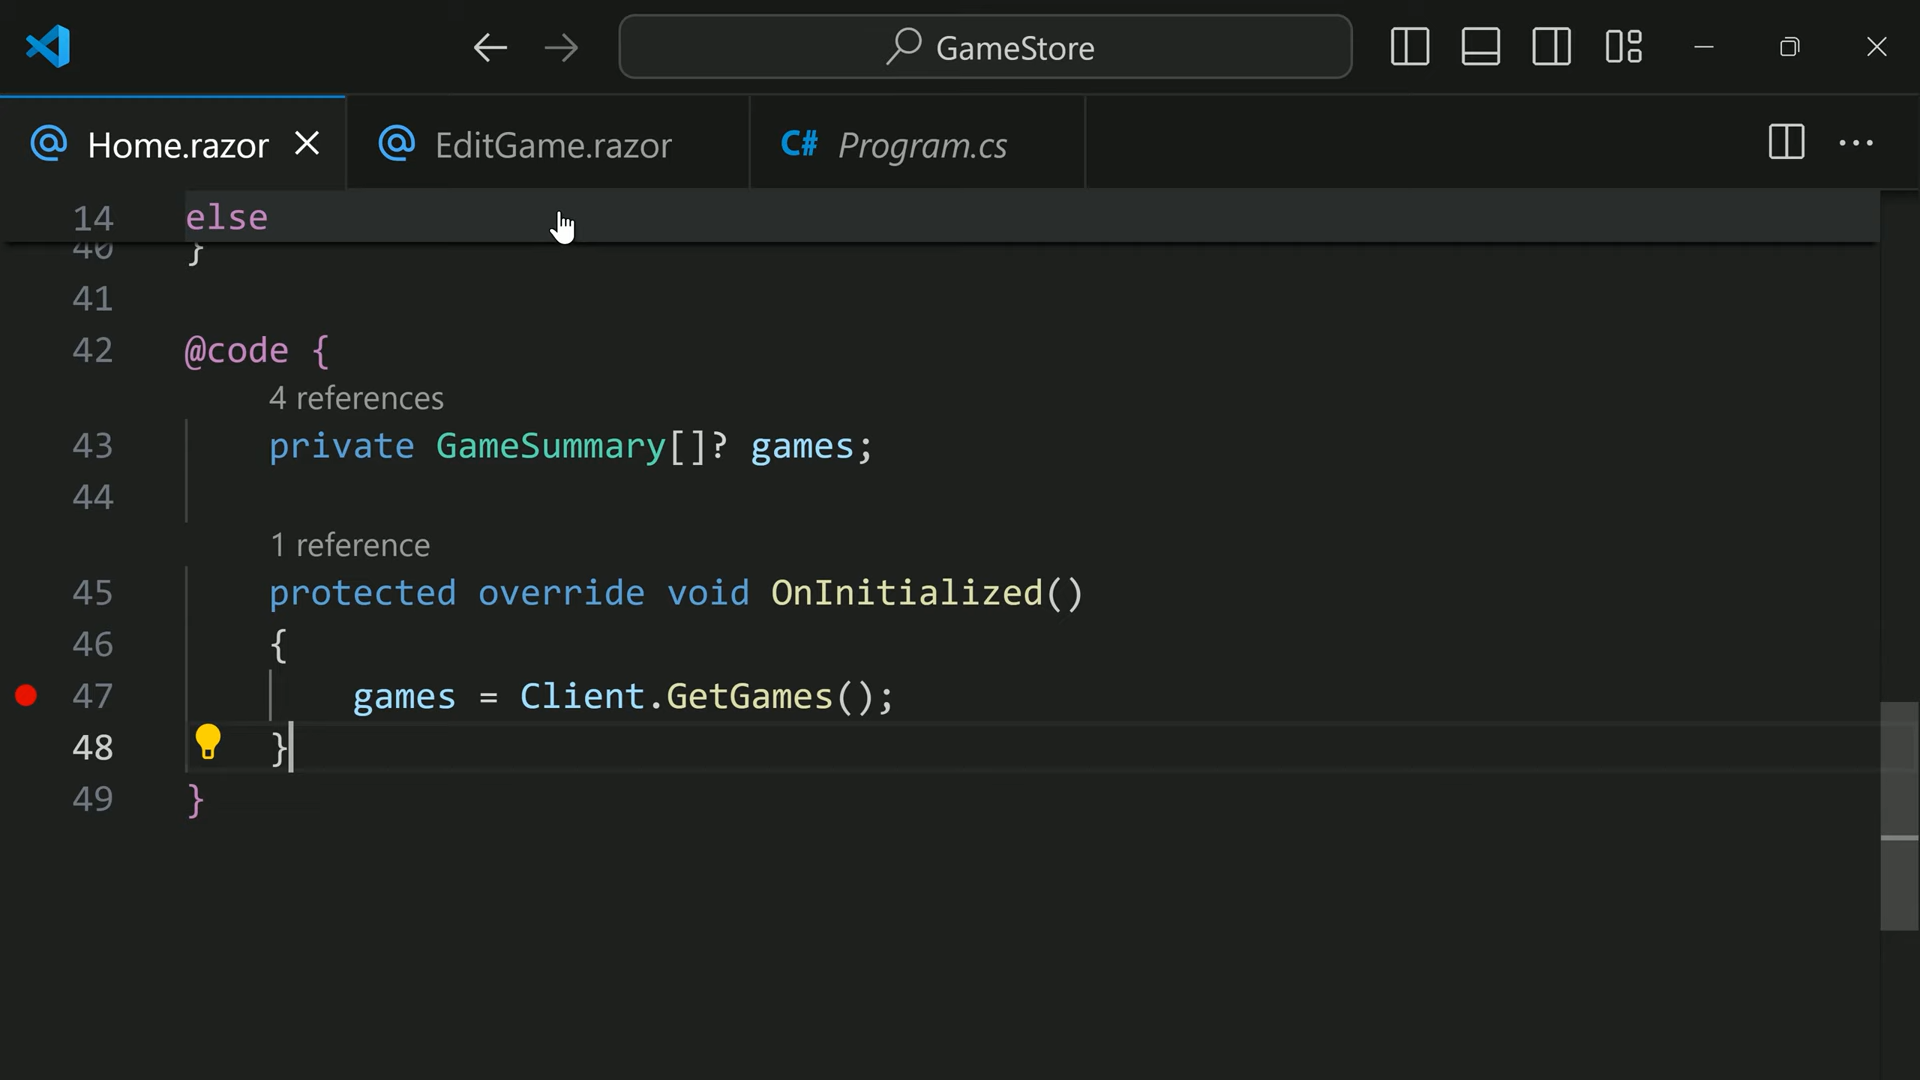 GameStore
Home.razor
EditGame.razor
C# Program.cs
14 else
40 }
41
42 @code {
4 references
43 private GameSummary[]? games;
44
1 reference
45 protected override void OnInitialized()
46 {
47 games = Client.GetGames();
48 }
49 }